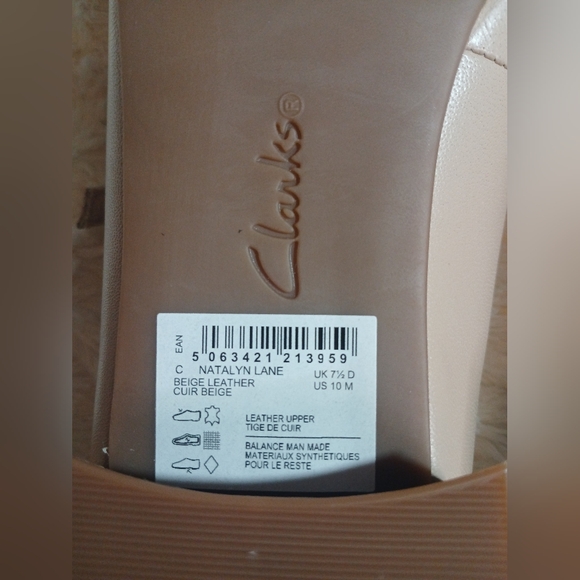 Clarks®
EAN
5 063421 213959
C NATALYN LANE UK 7½ D
BEIGE LEATHER US 10 M
CUIR BEIGE
LEATHER UPPER
TIGE DE CUIR
BALANCE MAN MADE
MATERIAUX SYNTHETIQUES
POUR LE RESTE